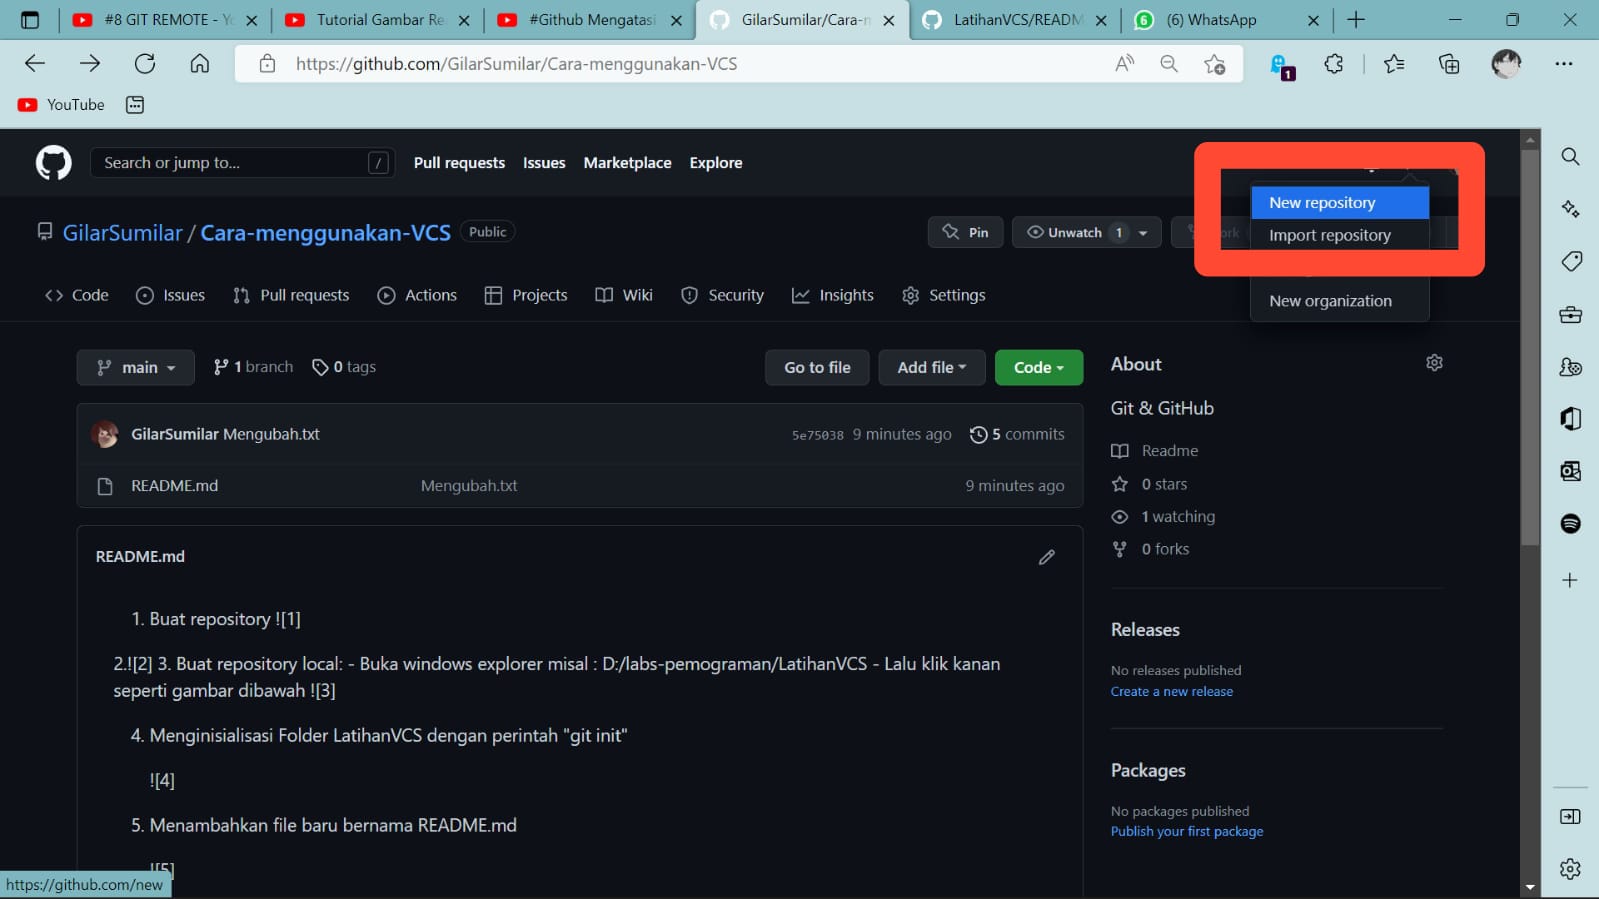 #8 GIT REMOTE - Yo
Tutorial Gambar Re
#Github Mengatasi
GilarSumilar/Cara-m
LatihanVCS/README
6
(6) WhatsApp
https://github.com/GilarSumilar/Cara-menggunakan-VCS
1
YouTube
Search or jump to...
/
Pull requests
Issues
Marketplace
Explore
New repository
Import repository
New organization
GilarSumilar / Cara-menggunakan-VCS
Public
Pin
Unwatch 1
Code
Issues
Pull requests
Actions
Projects
Wiki
Security
Insights
Settings
main
1 branch
0 tags
Go to file
Add file
Code
GilarSumilar Mengubah.txt
5e75038 9 minutes ago
5 commits
README.md
Mengubah.txt
9 minutes ago
README.md
1. Buat repository ![1]
2.![2] 3. Buat repository local: - Buka windows explorer misal : D:/labs-pemograman/LatihanVCS - Lalu klik kanan
seperti gambar dibawah ![3]
4. Menginisialisasi Folder LatihanVCS dengan perintah "git init"
![4]
5. Menambahkan file baru bernama README.md
![5]
About
Git & GitHub
Readme
0 stars
1 watching
0 forks
Releases
No releases published
Create a new release
Packages
No packages published
Publish your first package
https://github.com/new